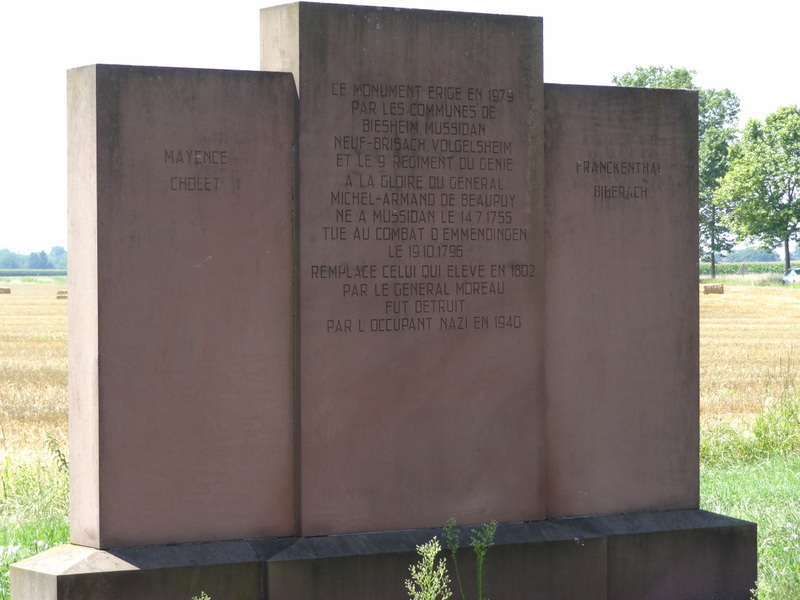 MAYENCE
CHOLET
CE MONUMENT ERIGE EN 1979
PAR LES COMMUNES DE
BIESHEIM MUSSIDAN
NEUF-BRISACH VOLGELSHEIM
ET LE 9 REGIMENT DU GENIE
A LA GLOIRE DU GENERAL
MICHEL-ARMAND DE BEAUPUY
NE A MUSSIDAN LE 14.7.1755
TUE AU COMBAT D EMMENDINGEN
LE 19.10.1796
REMPLACE CELUI QUI ELEVE EN 1802
PAR LE GENERAL MOREAU
FUT DETRUIT
PAR L OCCUPANT NAZI EN 1940
FRANCKENTHAL
BIBERACH